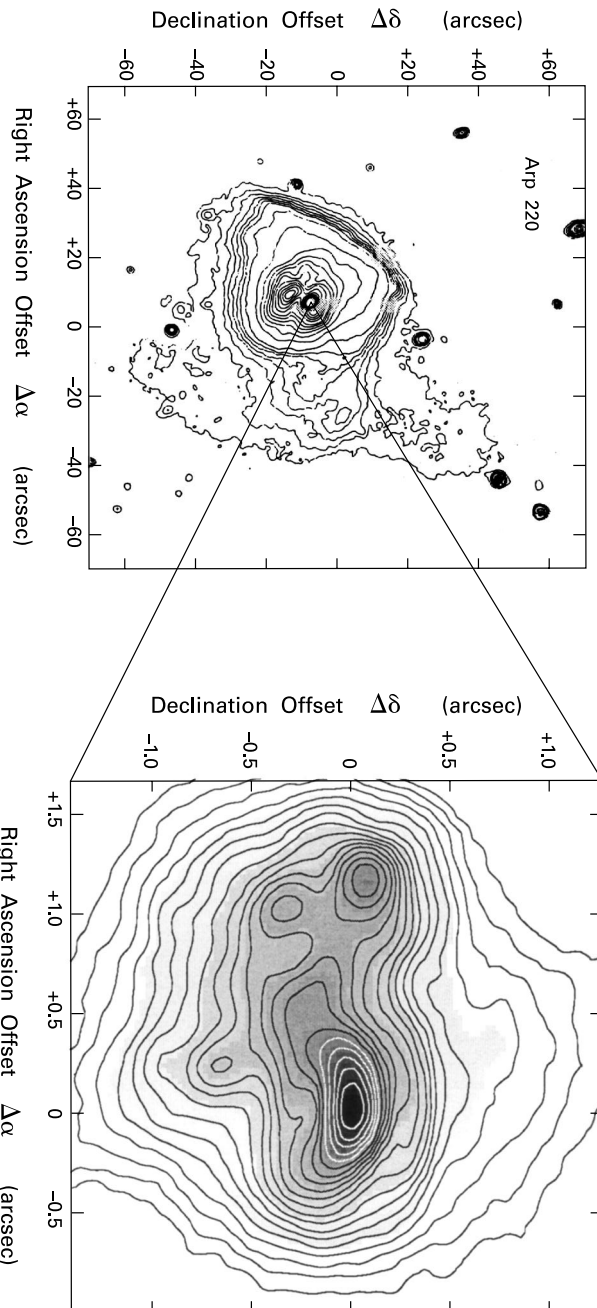 Declination Offset Δδ (arcsec)
−60 −40 −20 0 +20 +40 +60
+60
+40
+20
0
−20
−40
−60
Right Ascension Offset Δα (arcsec)
Arp 220
Declination Offset Δδ (arcsec)
−1.0 −0.5 0 +0.5 +1.0
+1.5
+1.0
+0.5
0
−0.5
Right Ascension Offset Δα (arcsec)